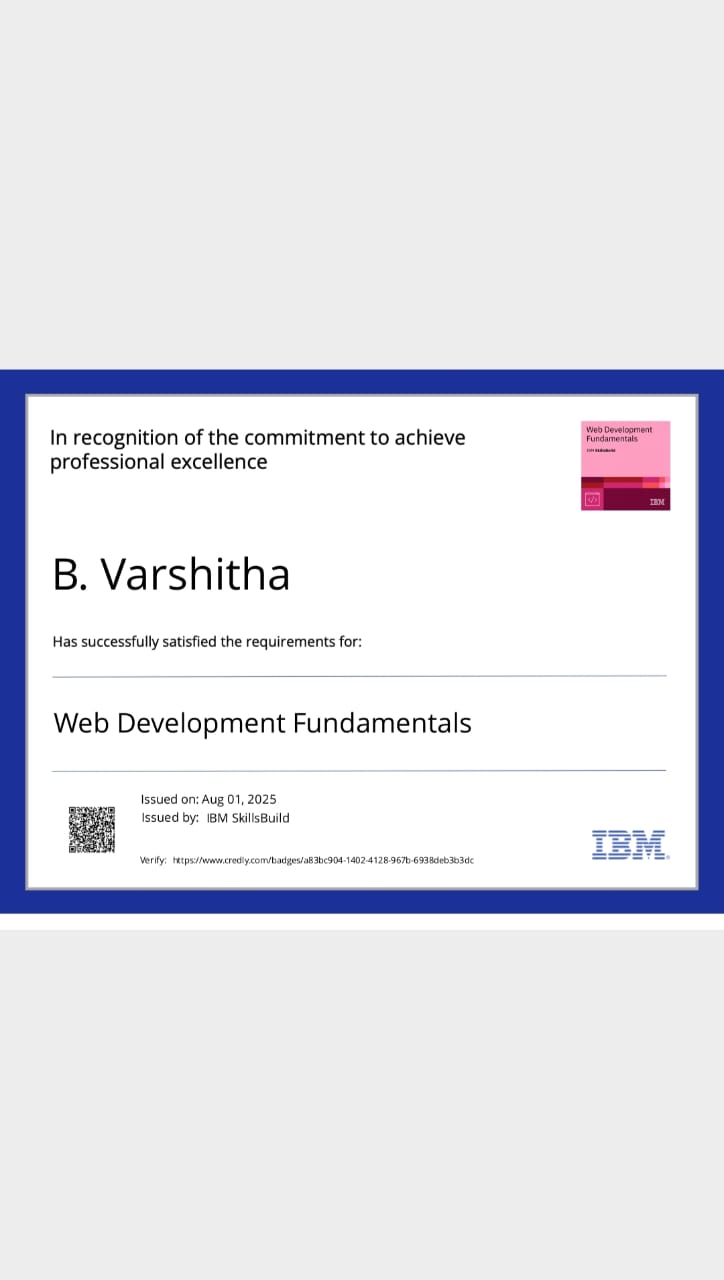 In recognition of the commitment to achieve
professional excellence
Web Development
Fundamentals
IBM SkillsBuild
IBM
B. Varshitha
Has successfully satisfied the requirements for:
Web Development Fundamentals
Issued on: Aug 01, 2025
Issued by: IBM SkillsBuild
Verify: https://www.credly.com/badges/a83bc904-1402-4128-967b-6938deb3b3dc
IBM